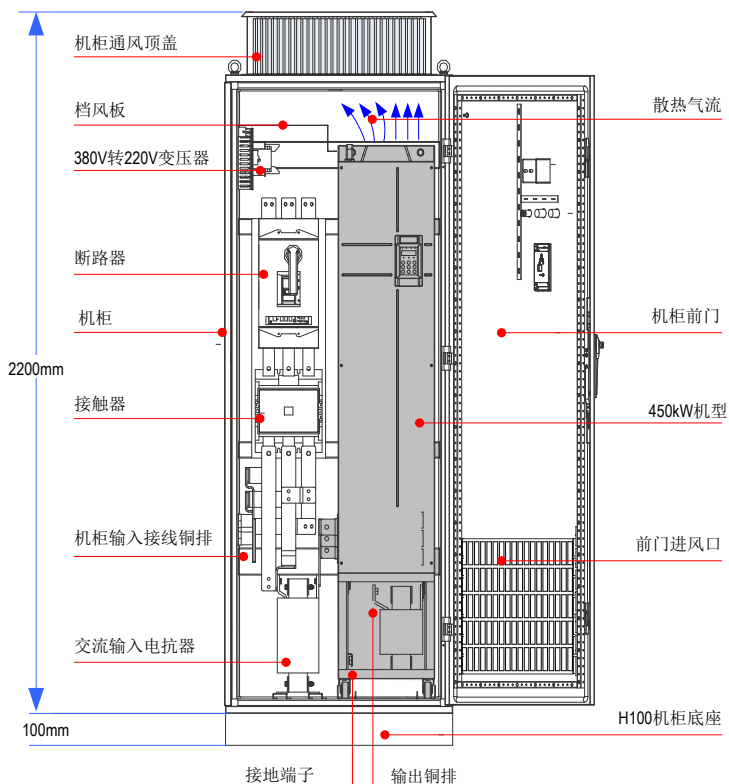 机柜通风顶盖
档风板
散热气流
380V转220V变压器
断路器
机柜
机柜前门
2200mm
接触器
450kW机型
机柜输入接线铜排
前门进风口
交流输入电抗器
H100机柜底座
100mm
接地端子
输出铜排